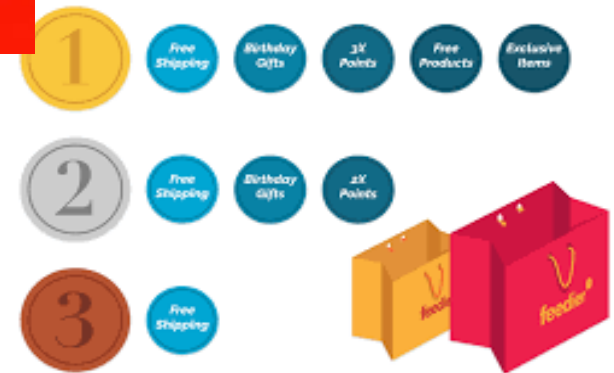 1
Free
Shipping
Birthday
Gifts
3X
Points
Free
Products
Exclusive
Items
2
Free
Shipping
Birthday
Gifts
2X
Points
3
Free
Shipping
feedier
feedier